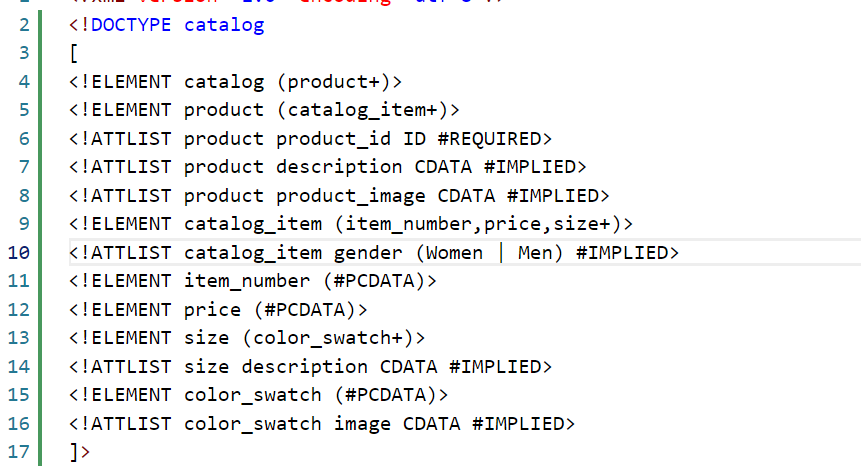 2 <!DOCTYPE catalog
3 [
4 <!ELEMENT catalog (product+)>
5 <!ELEMENT product (catalog_item+)>
6 <!ATTLIST product product_id ID #REQUIRED>
7 <!ATTLIST product description CDATA #IMPLIED>
8 <!ATTLIST product product_image CDATA #IMPLIED>
9 <!ELEMENT catalog_item (item_number,price,size+)>
10 <!ATTLIST catalog_item gender (Women | Men) #IMPLIED>
11 <!ELEMENT item_number (#PCDATA)>
12 <!ELEMENT price (#PCDATA)>
13 <!ELEMENT size (color_swatch+)>
14 <!ATTLIST size description CDATA #IMPLIED>
15 <!ELEMENT color_swatch (#PCDATA)>
16 <!ATTLIST color_swatch image CDATA #IMPLIED>
17 ]>